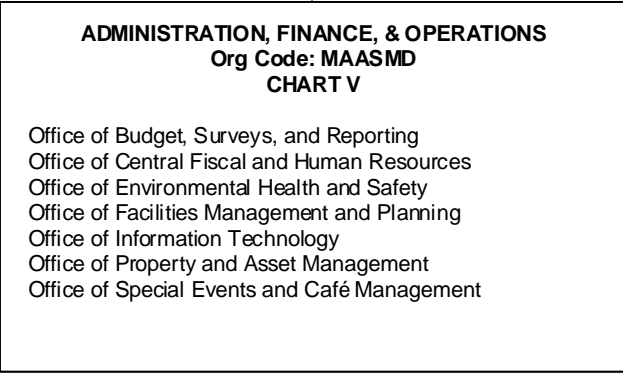 ADMINISTRATION, FINANCE, & OPERATIONS
Org Code: MAASMD
CHART V
Office of Budget, Surveys, and Reporting
Office of Central Fiscal and Human Resources
Office of Environmental Health and Safety
Office of Facilities Management and Planning
Office of Information Technology
Office of Property and Asset Management
Office of Special Events and Café Management